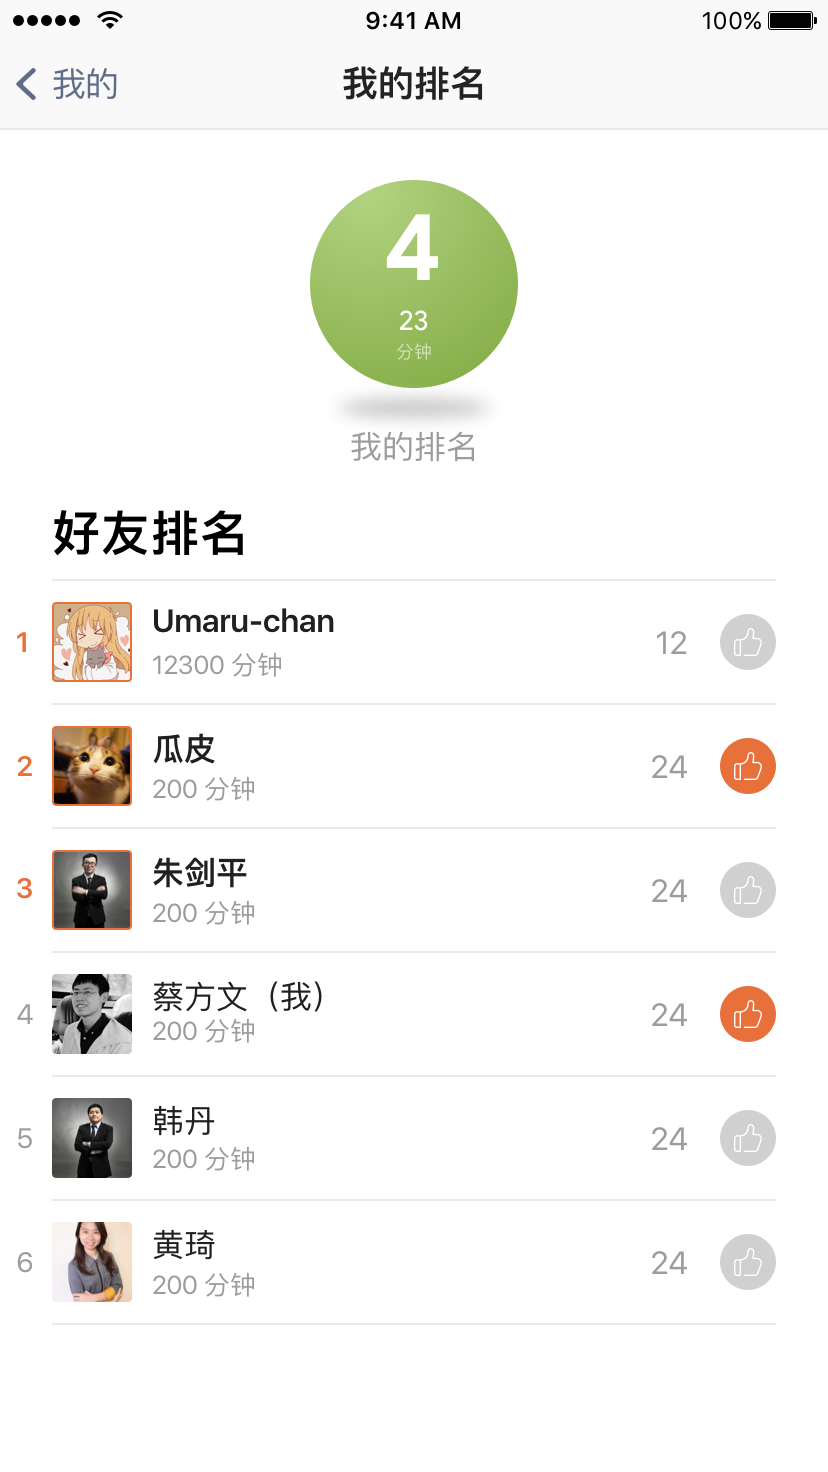 9:41 AM
100%
我的
我的排名
4
23
分钟
我的排名
好友排名
1
Umaru-chan
12300 分钟
12
2
瓜皮
200 分钟
24
3
朱剑平
200 分钟
24
4
蔡方文（我）
200 分钟
24
5
韩丹
200 分钟
24
6
黄琦
200 分钟
24